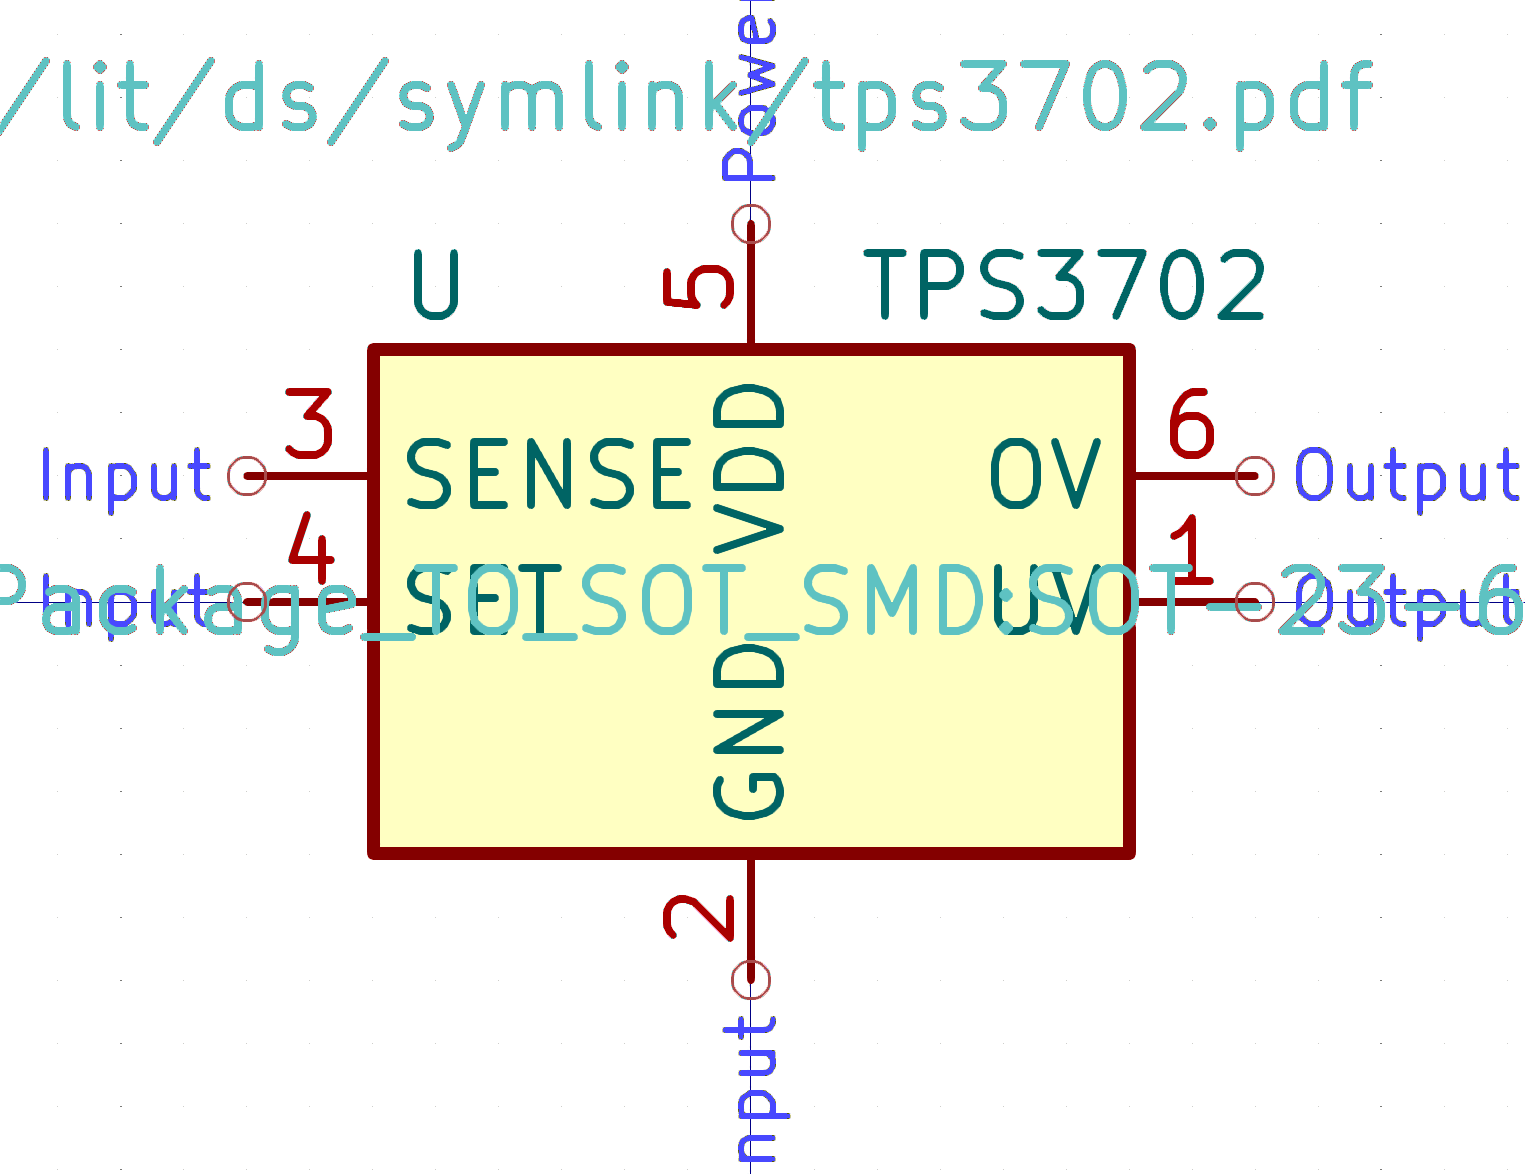 /lit/ds/symlink/tps3702.pdf
Power
U
5
TPS3702
3
6
Input
SENSE
VDD
OV
Output
4
1
Input
SET
UV
Output
Package_TO_SOT_SMD:SOT-23-6
GND
2
nput